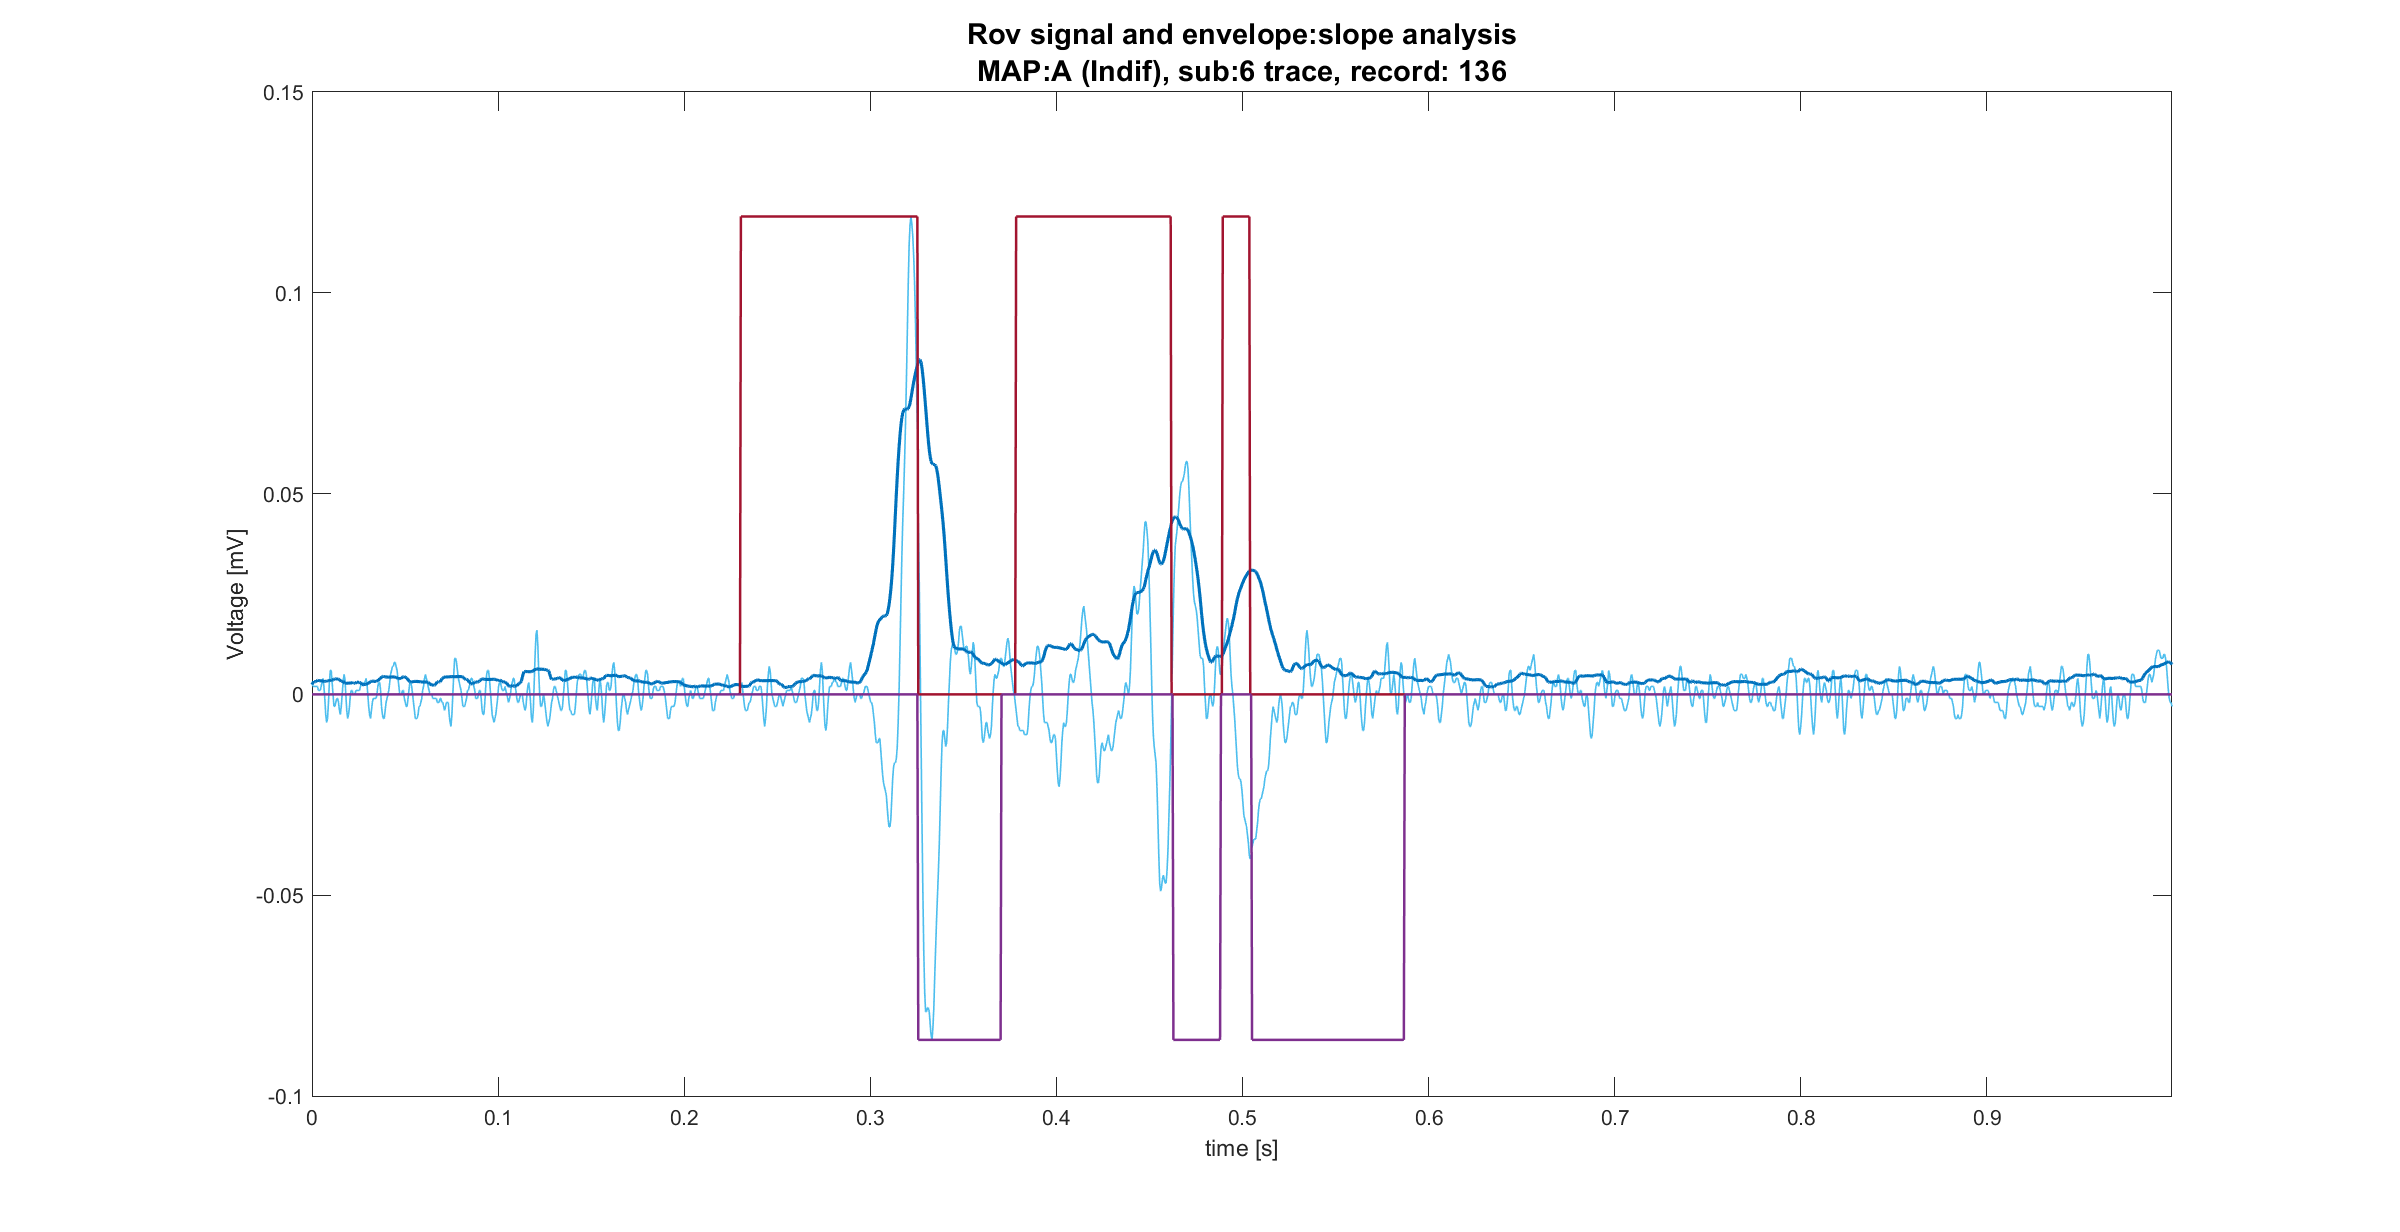 Rov signal and envelope:slope analysis
MAP:A (Indif), sub:6 trace, record: 136
0.15
0.1
0.05
0
-0.05
-0.1
Voltage [mV]
0 0.1 0.2 0.3 0.4 0.5 0.6 0.7 0.8 0.9
time [s]